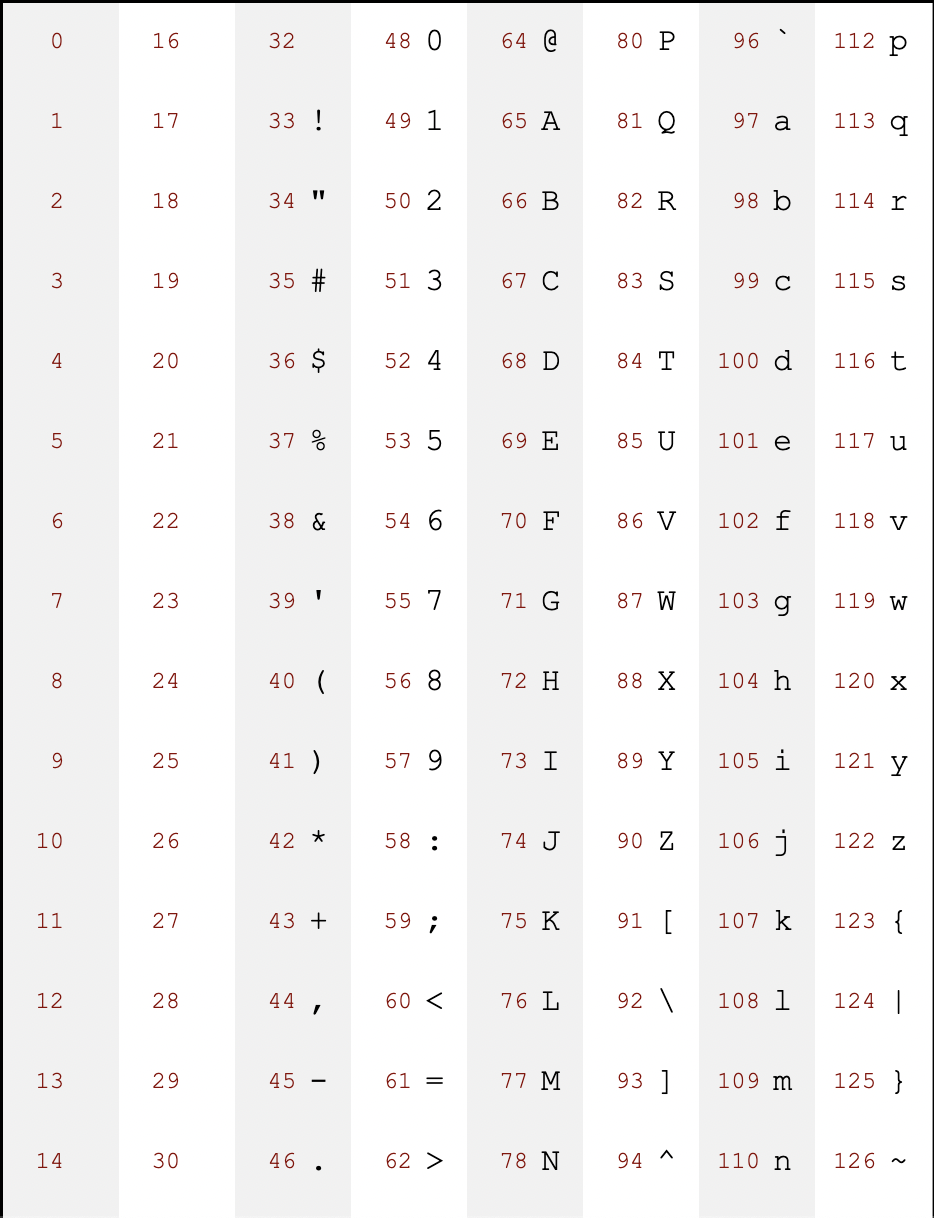 0 16 32 48 0 64 @ 80 P 96 ` 112 p
1 17 33 ! 49 1 65 A 81 Q 97 a 113 q
2 18 34 " 50 2 66 B 82 R 98 b 114 r
3 19 35 # 51 3 67 C 83 S 99 c 115 s
4 20 36 $ 52 4 68 D 84 T 100 d 116 t
5 21 37 % 53 5 69 E 85 U 101 e 117 u
6 22 38 & 54 6 70 F 86 V 102 f 118 v
7 23 39 ' 55 7 71 G 87 W 103 g 119 w
8 24 40 ( 56 8 72 H 88 X 104 h 120 x
9 25 41 ) 57 9 73 I 89 Y 105 i 121 y
10 26 42 * 58 : 74 J 90 Z 106 j 122 z
11 27 43 + 59 ; 75 K 91 [ 107 k 123 {
12 28 44 , 60 < 76 L 92 \ 108 l 124 |
13 29 45 - 61 = 77 M 93 ] 109 m 125 }
14 30 46 . 62 > 78 N 94 ^ 110 n 126 ~